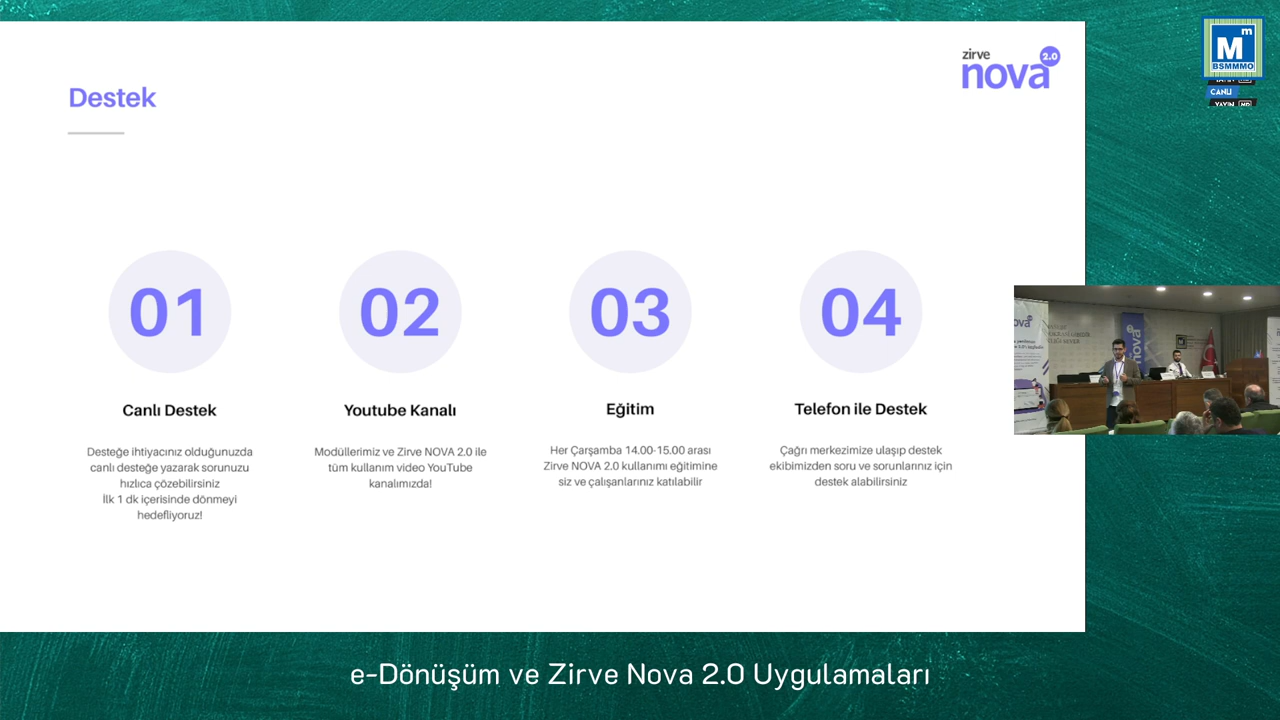 zirve
nova
2.0
Destek
M
m
BSMMMO
CANLI
YAYIN
01
02
03
04
Canlı Destek
Youtube Kanalı
Eğitim
Telefon ile Destek
Desteğe ihtiyacınız olduğunuzda
canlı desteğe yazarak sorunuzu
hızlıca çözebilirsiniz
İlk 1 dk içerisinde dönmeyi
hedefliyoruz!
Modüllerimiz ve Zirve NOVA 2.0 ile
tüm kullanım video YouTube
kanalımızda!
Her Çarşamba 14.00-15.00 arası
Zirve NOVA 2.0 kullanımı eğitimine
siz ve çalışanlarınız katılabilir
Çağrı merkezimize ulaşıp destek
ekibimizden soru ve sorunlarınız için
destek alabilirsiniz
nova
e-Dönüşüm ve Zirve Nova 2.0 Uygulamaları